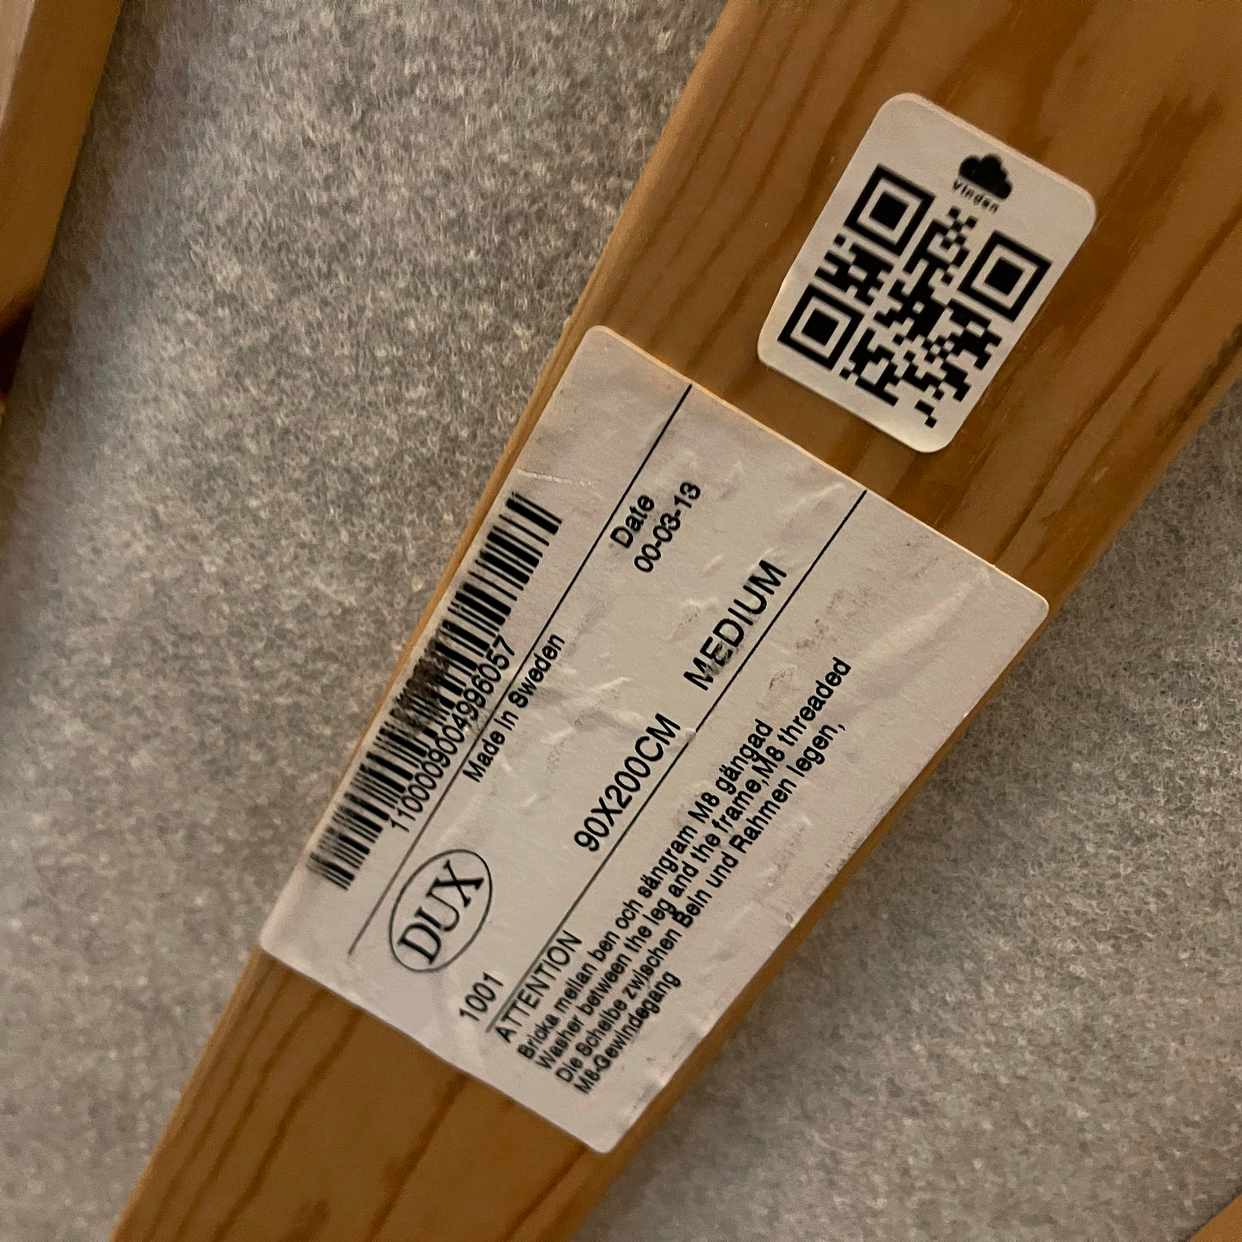 Vinden
1100009004996057
Made in Sweden
Date
00-03-13
DUX
1001
90X200CM MEDIUM
ATTENTION
Bricka mellan ben och sängram M8 gängad
Washer between the leg and the frame,M8 threaded
Die Scheibe zwischen Bein und Rahmen legen,
M8-Gewindegang